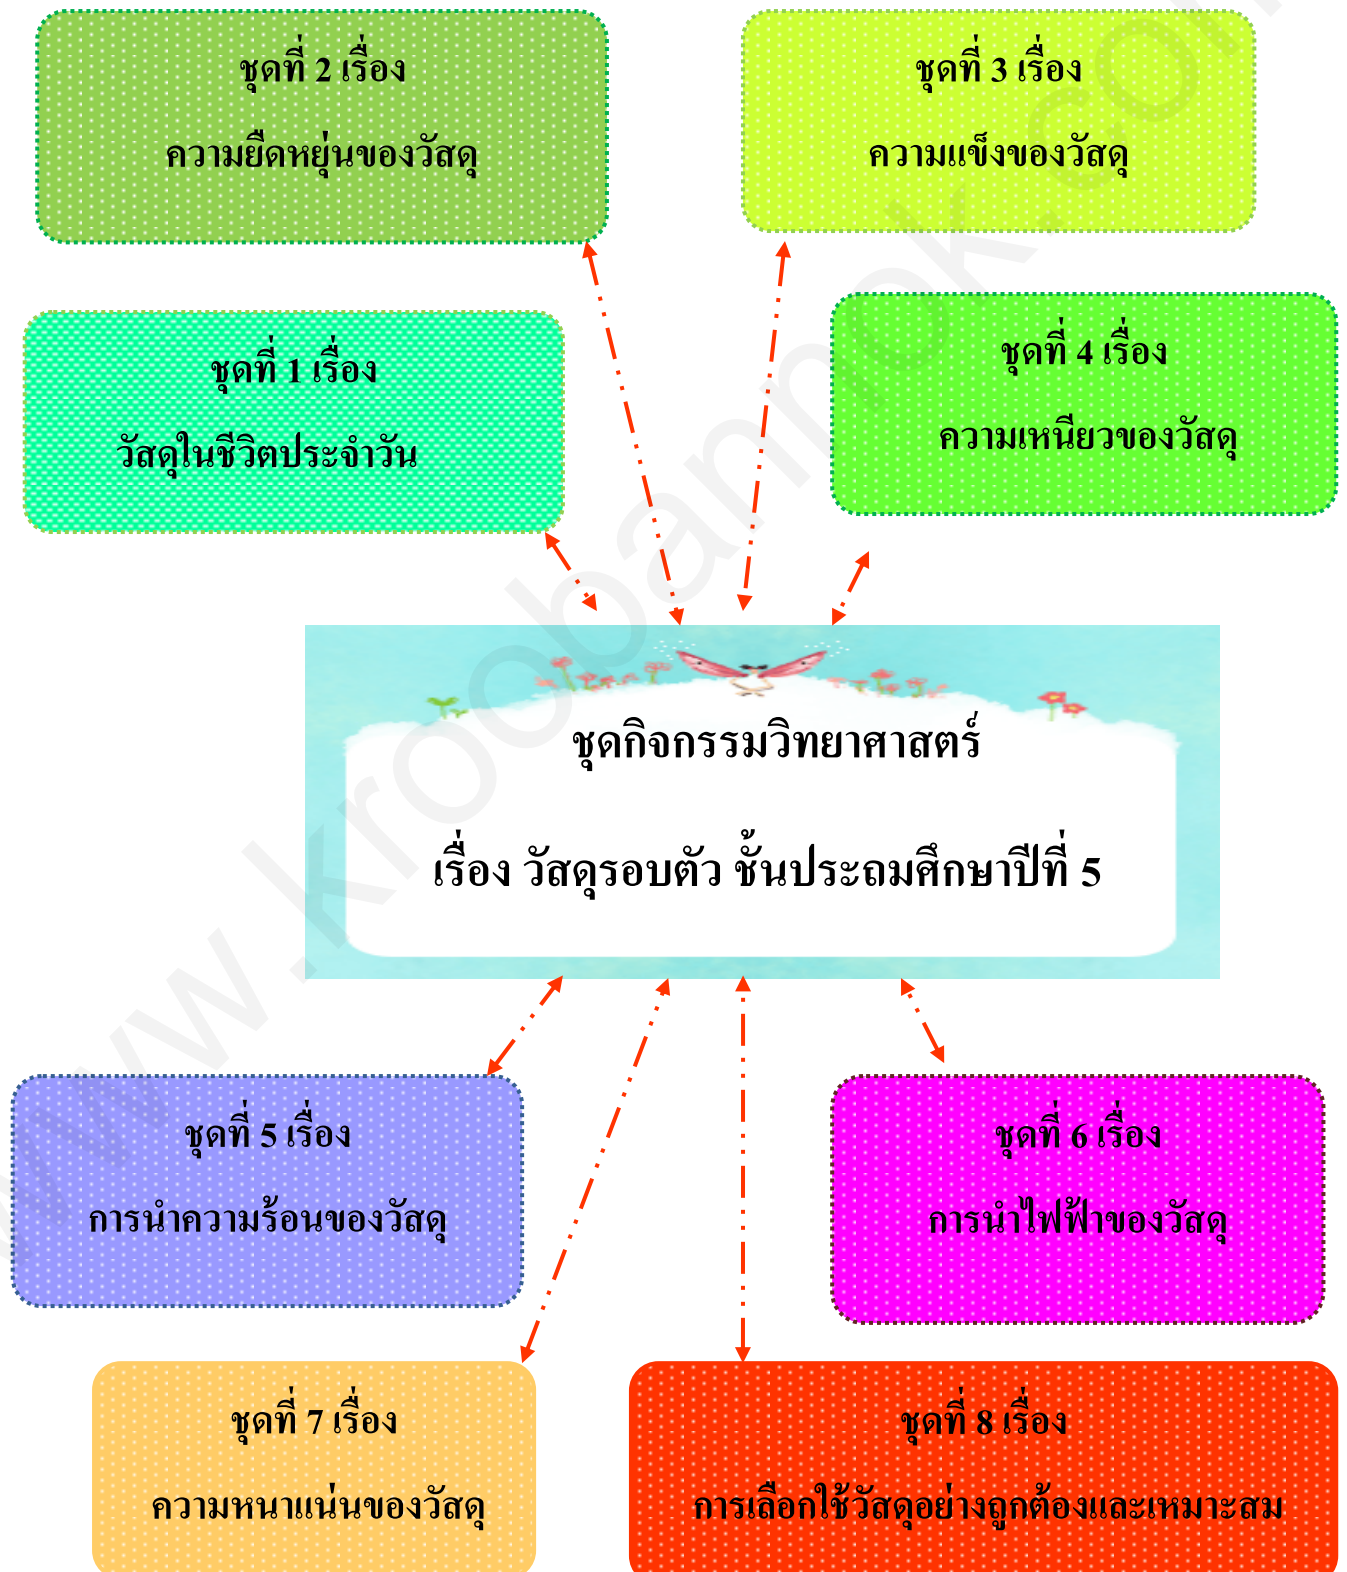 ชุดที่ 2 เรื่อง
ความยืดหยุ่นของวัสดุ
ชุดที่ 3 เรื่อง
ความแข็งของวัสดุ
ชุดที่ 1 เรื่อง
วัสดุในชีวิตประจำวัน
ชุดที่ 4 เรื่อง
ความเหนียวของวัสดุ
ชุดกิจกรรมวิทยาศาสตร์
เรื่อง วัสดุรอบตัว ชั้นประถมศึกษาปีที่ 5
ชุดที่ 5 เรื่อง
การนำความร้อนของวัสดุ
ชุดที่ 6 เรื่อง
การนำไฟฟ้าของวัสดุ
ชุดที่ 7 เรื่อง
ความหนาแน่นของวัสดุ
ชุดที่ 8 เรื่อง
การเลือกใช้วัสดุอย่างถูกต้องและเหมาะสม